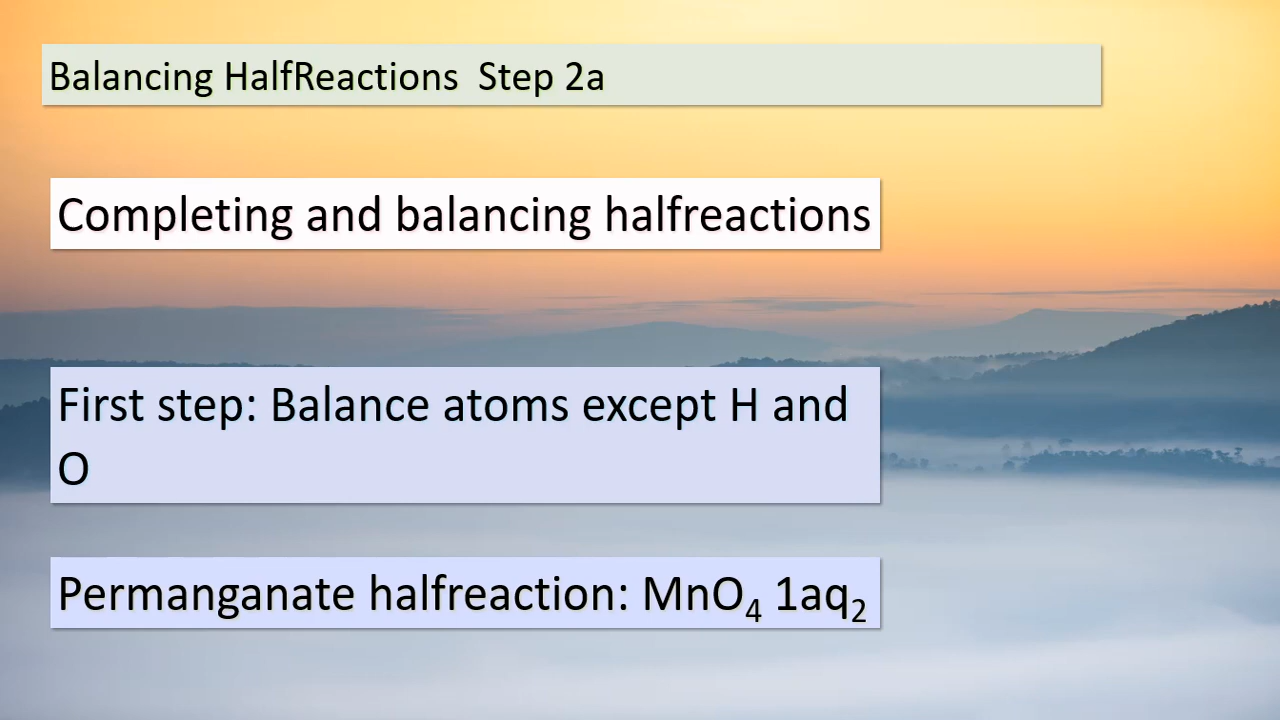 Balancing HalfReactions  Step 2a
Completing and balancing halfreactions
First step: Balance atoms except H and
O
Permanganate halfreaction: MnO₄ 1aq₂